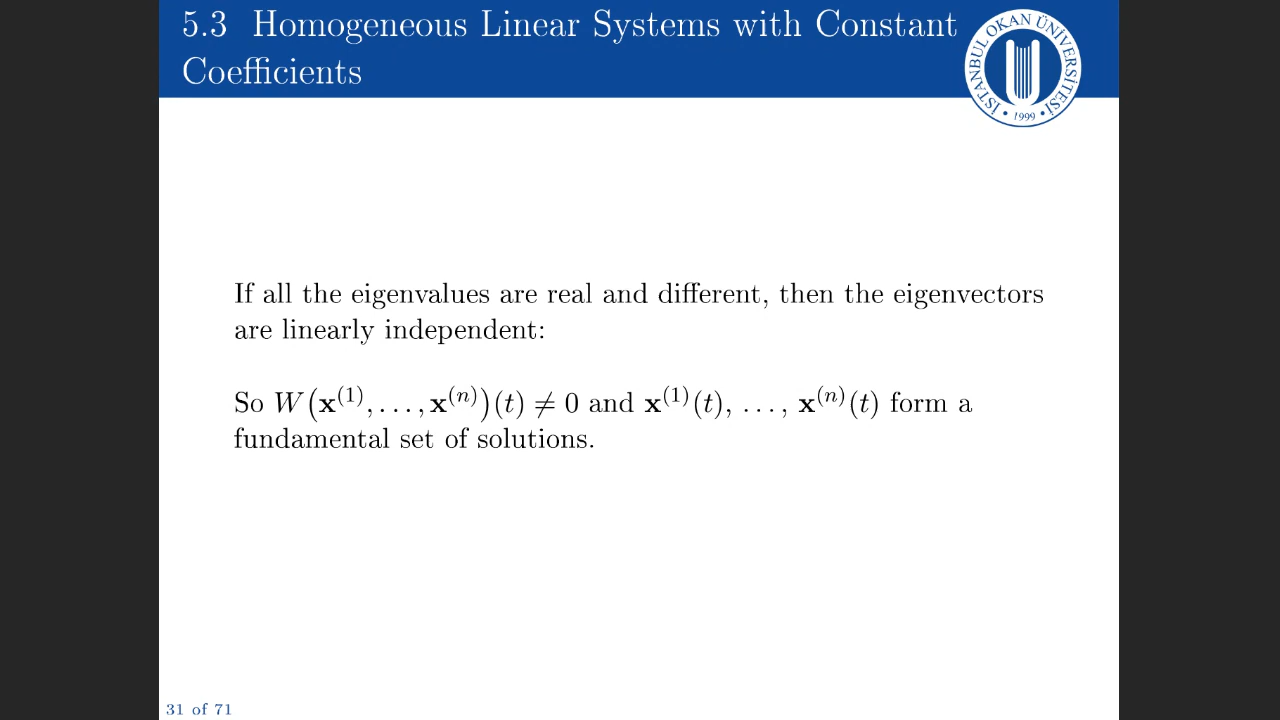 5.3 Homogeneous Linear Systems with Constant
Coefficients
İSTANBUL OKAN ÜNİVERSİTESİ
• 1999 •
If all the eigenvalues are real and different, then the eigenvectors
are linearly independent:
So W(x⁽¹⁾, . . . , x⁽ⁿ⁾)(t) ≠ 0 and x⁽¹⁾(t), . . . , x⁽ⁿ⁾(t) form a
fundamental set of solutions.
31 of 71